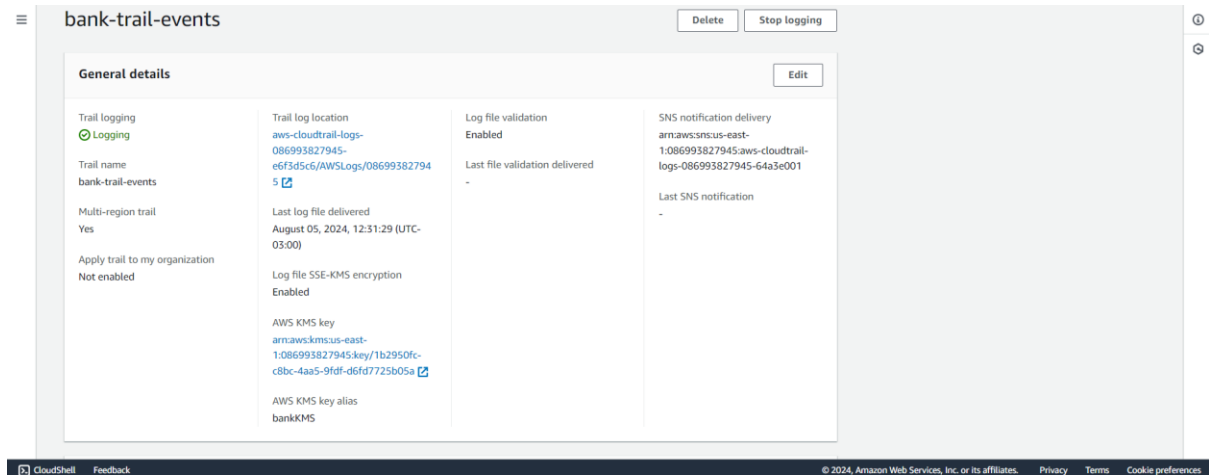 bank-trail-events
Delete
Stop logging
General details
Edit
Trail logging
Logging
Trail name
bank-trail-events
Multi-region trail
Yes
Apply trail to my organization
Not enabled
Trail log location
aws-cloudtrail-logs-
086993827945-
e6f3d5c6/AWSLogs/08699382794
5
Last log file delivered
August 05, 2024, 12:31:29 (UTC-
03:00)
Log file SSE-KMS encryption
Enabled
AWS KMS key
arn:aws:kms:us-east-
1:086993827945:key/1b2950fc-
c8bc-4aa5-9fdf-d6fd7725b05a
AWS KMS key alias
bankKMS
Log file validation
Enabled
Last file validation delivered
-
SNS notification delivery
arn:aws:sns:us-east-
1:086993827945:aws-cloudtrail-
logs-086993827945-64a3e001
Last SNS notification
-
CloudShell
Feedback
© 2024, Amazon Web Services, Inc. or its affiliates.
Privacy
Terms
Cookie preferences